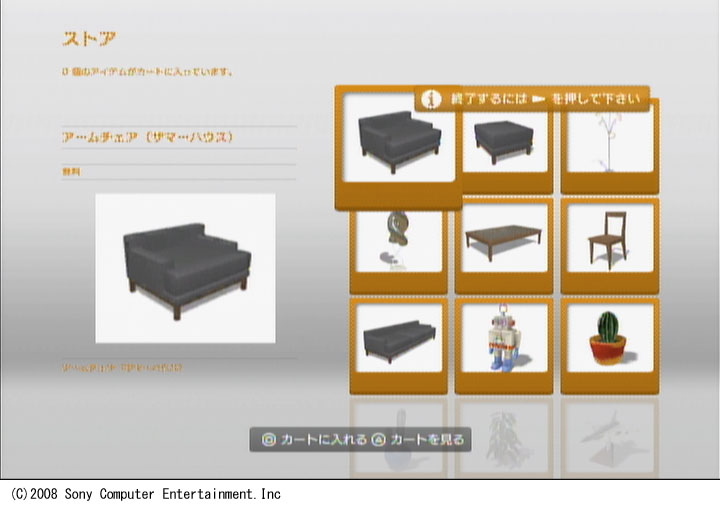 ストア
0 個のアイテムがカートに入っています。
終了するには を押して下さい
アームチェア（サマーハウス）
無料
カートに入れる カートを見る
(C)2008 Sony Computer Entertainment.Inc